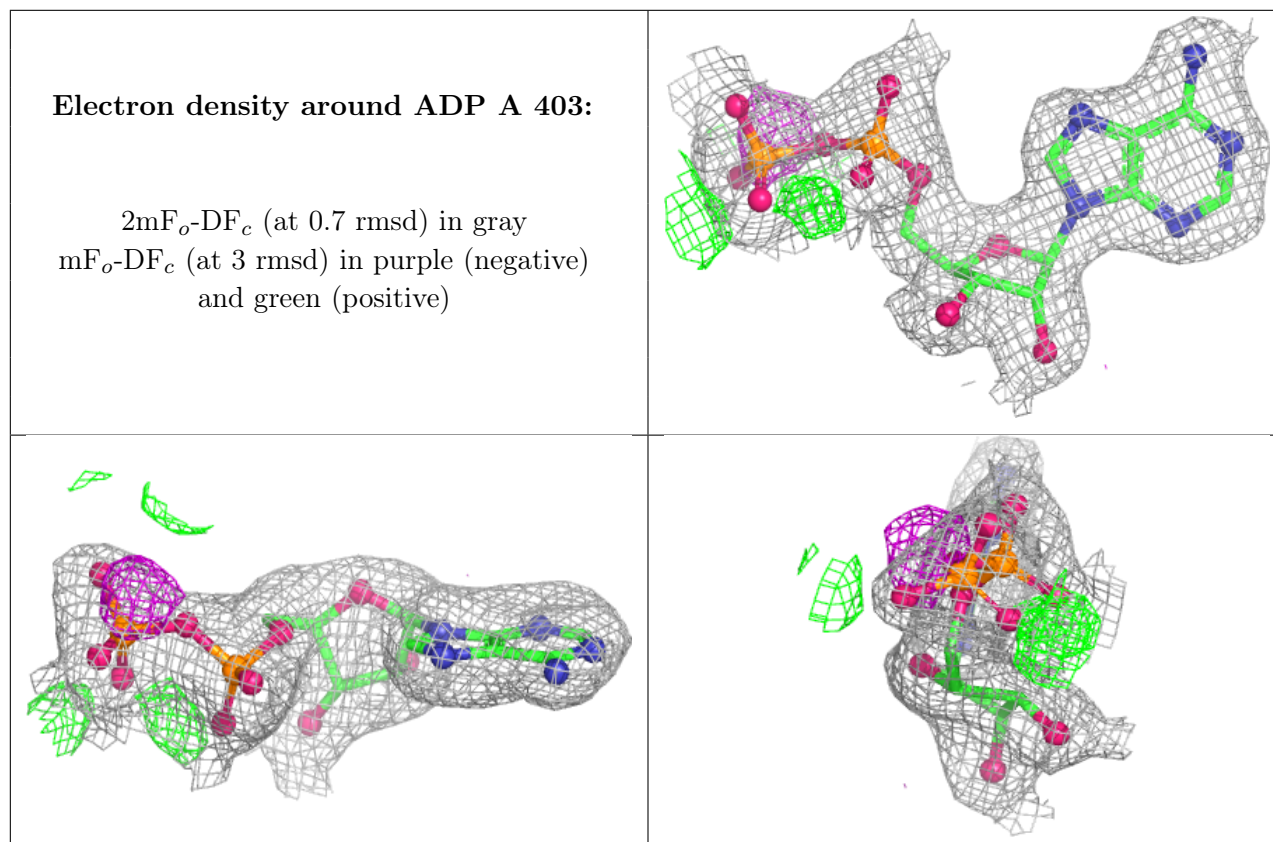 Electron density around ADP A 403:
2mFo-DFc (at 0.7 rmsd) in gray
mFo-DFc (at 3 rmsd) in purple (negative)
and green (positive)